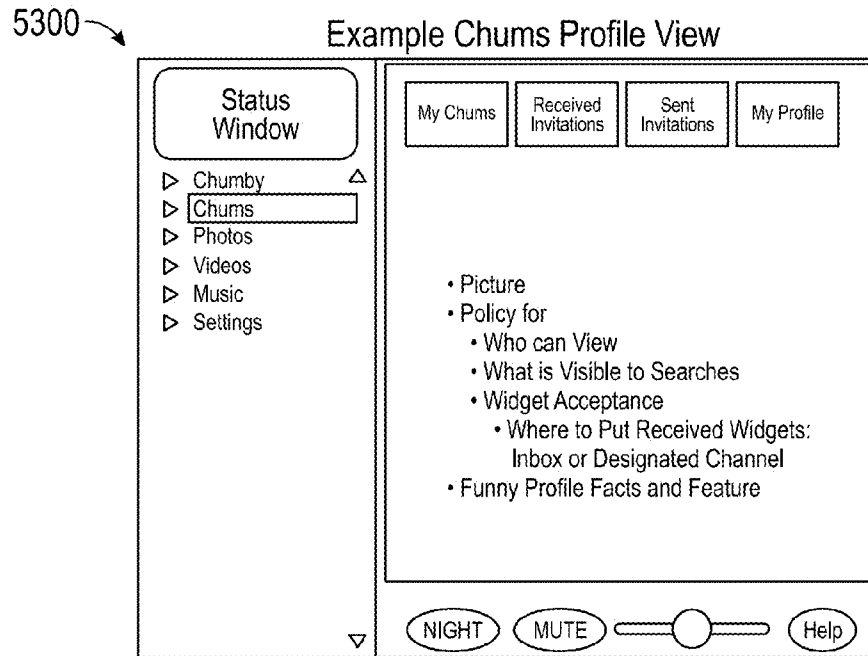 5300
Example Chums Profile View
Status
Window
Chumby
Chums
Photos
Videos
Music
Settings
My Chums
Received
Invitations
Sent
Invitations
My Profile
• Picture
• Policy for
• Who can View
• What is Visible to Searches
• Widget Acceptance
• Where to Put Received Widgets:
Inbox or Designated Channel
• Funny Profile Facts and Feature
NIGHT
MUTE
Help